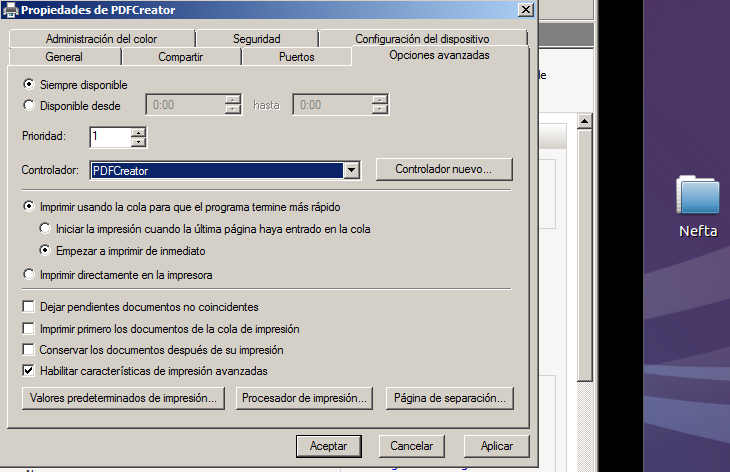 Propiedades de PDFCreator
Administración del color
Seguridad
Configuración del dispositivo
General
Compartir
Puertos
Opciones avanzadas
Siempre disponible
Disponible desde
0:00
hasta
0:00
Prioridad:
1
Controlador:
PDFCreator
Controlador nuevo...
Imprimir usando la cola para que el programa termine más rápido
Iniciar la impresión cuando la última página haya entrado en la cola
Empezar a imprimir de inmediato
Imprimir directamente en la impresora
Dejar pendientes documentos no coincidentes
Imprimir primero los documentos de la cola de impresión
Conservar los documentos después de su impresión
Habilitar características de impresión avanzadas
Valores predeterminados de impresión...
Procesador de impresión...
Página de separación...
Aceptar
Cancelar
Aplicar
Nefta